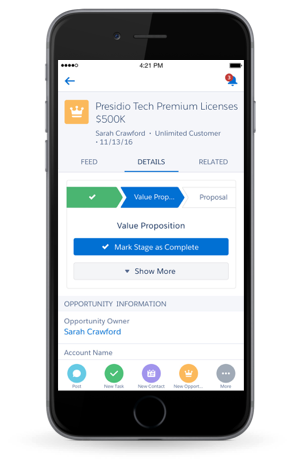 4:21 PM
2
Presidio Tech Premium Licenses
$500K
Sarah Crawford • Unlimited Customer
• 11/13/16
FEED DETAILS RELATED
Value Prop... Proposal
Value Proposition
Mark Stage as Complete
Show More
OPPORTUNITY INFORMATION
Opportunity Owner
Sarah Crawford
Account Name
Post New Task New Contact New Opport... More